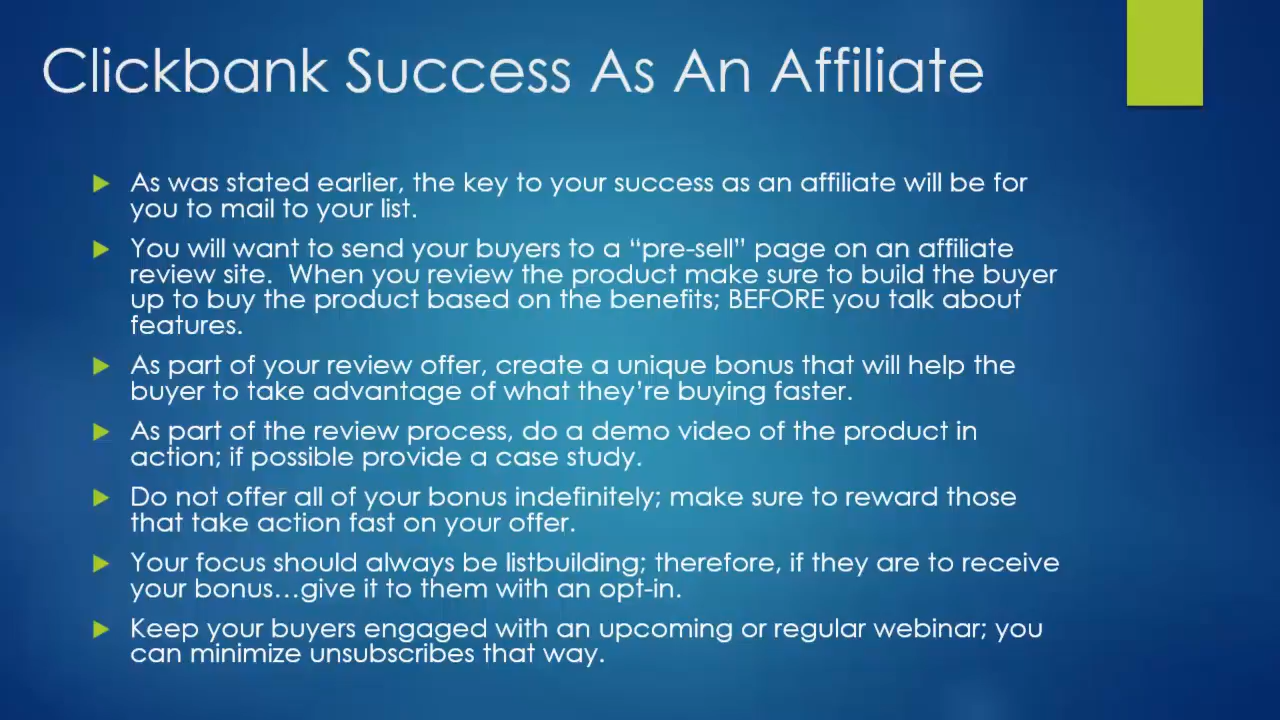 Clickbank Success As An Affiliate
As was stated earlier, the key to your success as an affiliate will be for
you to mail to your list.
You will want to send your buyers to a “pre-sell” page on an affiliate
review site.  When you review the product make sure to build the buyer
up to buy the product based on the benefits; BEFORE you talk about
features.
As part of your review offer, create a unique bonus that will help the
buyer to take advantage of what they’re buying faster.
As part of the review process, do a demo video of the product in
action; if possible provide a case study.
Do not offer all of your bonus indefinitely; make sure to reward those
that take action fast on your offer.
Your focus should always be listbuilding; therefore, if they are to receive
your bonus…give it to them with an opt-in.
Keep your buyers engaged with an upcoming or regular webinar; you
can minimize unsubscribes that way.